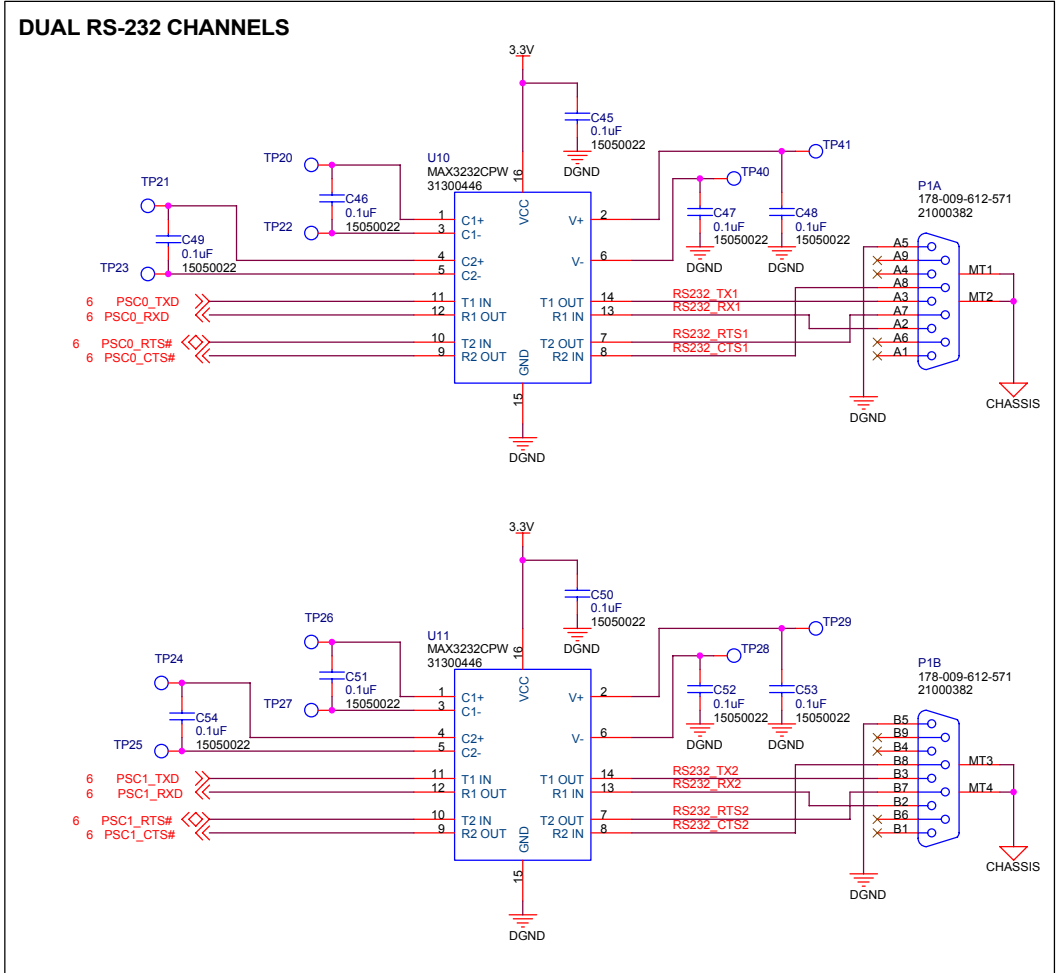 DUAL RS-232 CHANNELS
3.3V
C45
0.1uF
15050022
DGND
TP20
TP21
TP22
TP23
C46
0.1uF
15050022
C49
0.1uF
15050022
U10
MAX3232CPW
31300446
16
VCC
1 C1+
3 C1-
4 C2+
5 C2-
11 T1 IN
12 R1 OUT
10 T2 IN
9 R2 OUT
GND
15
DGND
V+ 2
V- 6
T1 OUT 14
R1 IN 13
T2 OUT 7
R2 IN 8
TP41
TP40
C47
0.1uF
15050022
DGND
C48
0.1uF
15050022
DGND
6 PSC0_TXD
6 PSC0_RXD
6 PSC0_RTS#
6 PSC0_CTS#
RS232_TX1
RS232_RX1
RS232_RTS1
RS232_CTS1
P1A
178-009-612-571
21000382
A5
A9
A4
A8
A3
A7
A2
A6
A1
MT1
MT2
DGND
CHASSIS
3.3V
C50
0.1uF
15050022
DGND
TP26
TP24
TP27
TP25
C51
0.1uF
15050022
C54
0.1uF
15050022
U11
MAX3232CPW
31300446
16
VCC
1 C1+
3 C1-
4 C2+
5 C2-
11 T1 IN
12 R1 OUT
10 T2 IN
9 R2 OUT
GND
15
DGND
V+ 2
V- 6
T1 OUT 14
R1 IN 13
T2 OUT 7
R2 IN 8
TP29
TP28
C52
0.1uF
15050022
DGND
C53
0.1uF
15050022
DGND
6 PSC1_TXD
6 PSC1_RXD
6 PSC1_RTS#
6 PSC1_CTS#
RS232_TX2
RS232_RX2
RS232_RTS2
RS232_CTS2
P1B
178-009-612-571
21000382
B5
B9
B4
B8
B3
B7
B2
B6
B1
MT3
MT4
DGND
CHASSIS